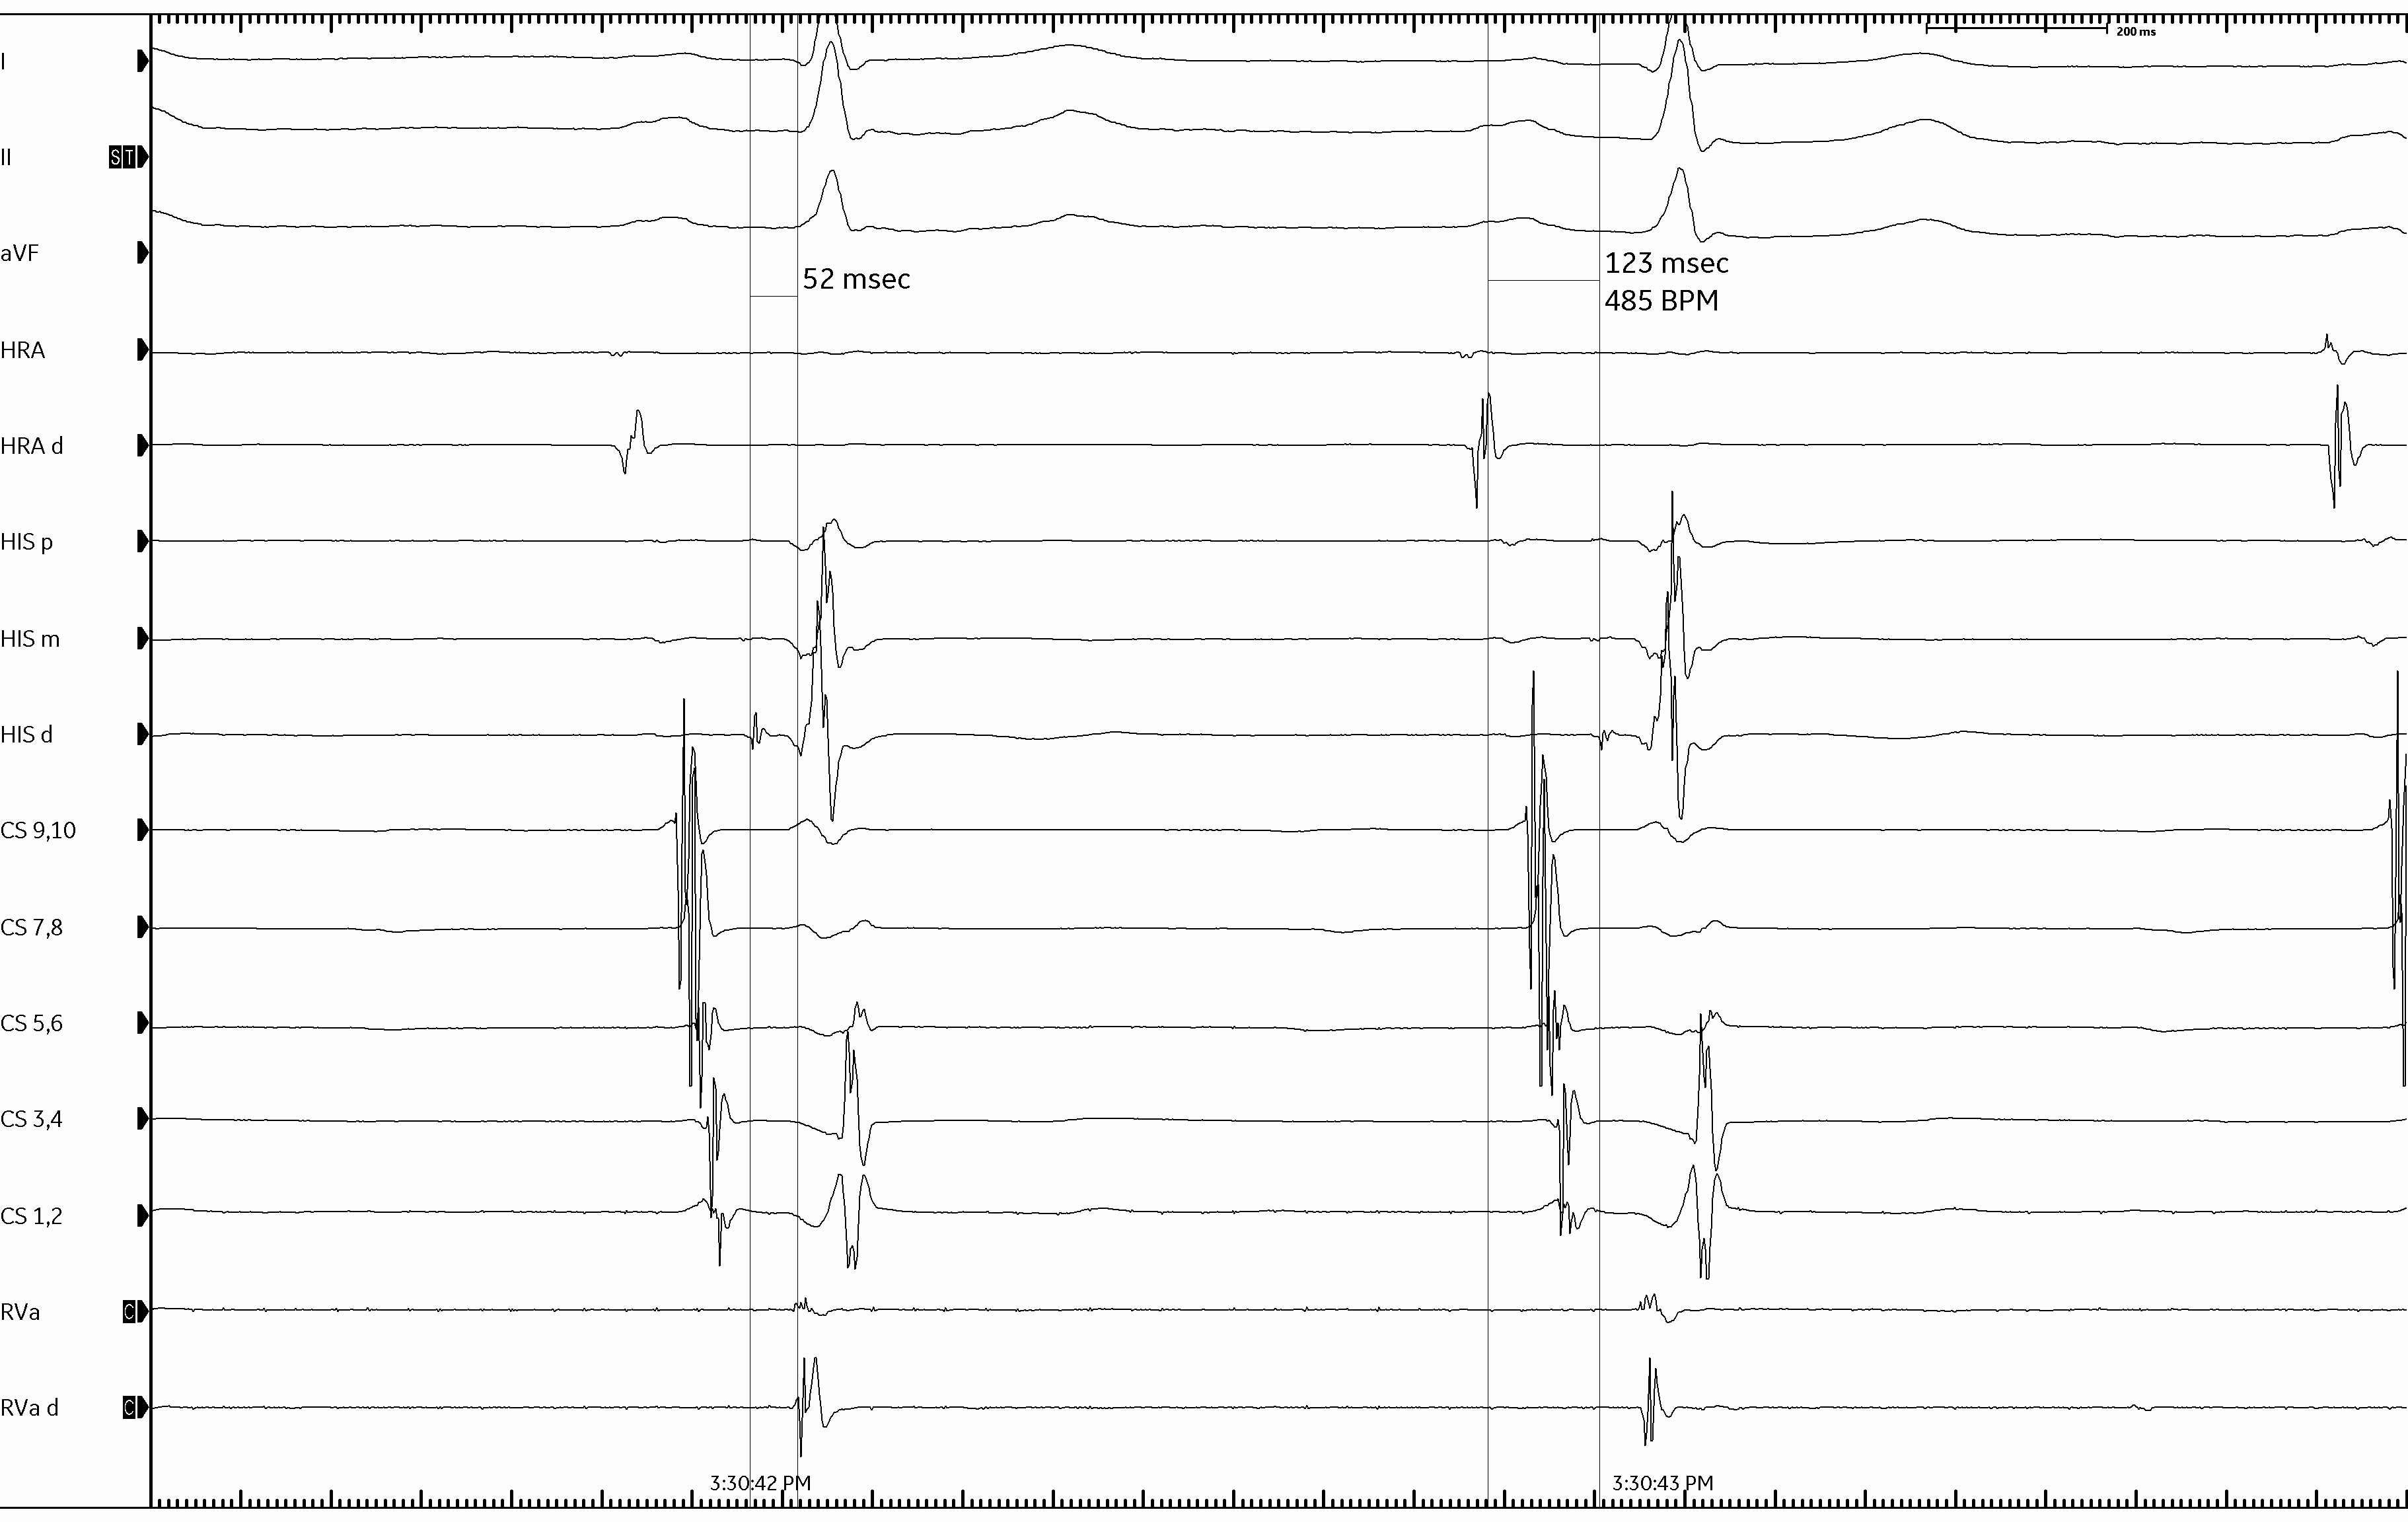 200 ms
I
II ST
aVF
52 msec
123 msec
485 BPM
HRA
HRA d
HIS p
HIS m
HIS d
CS 9,10
CS 7,8
CS 5,6
CS 3,4
CS 1,2
RVa C
RVa d C
3:30:42 PM 3:30:43 PM